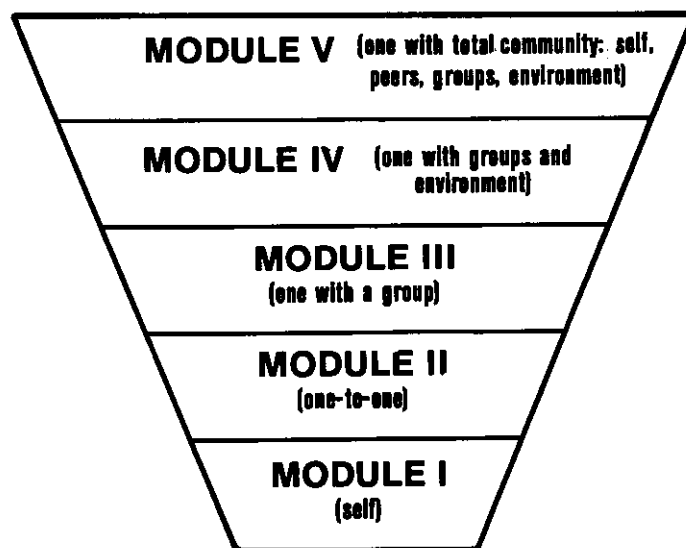 MODULE V (one with total community: self,
peers, groups, environment)
MODULE IV (one with groups and
environment)
MODULE III
(one with a group)
MODULE II
(one-to-one)
MODULE I
(self)